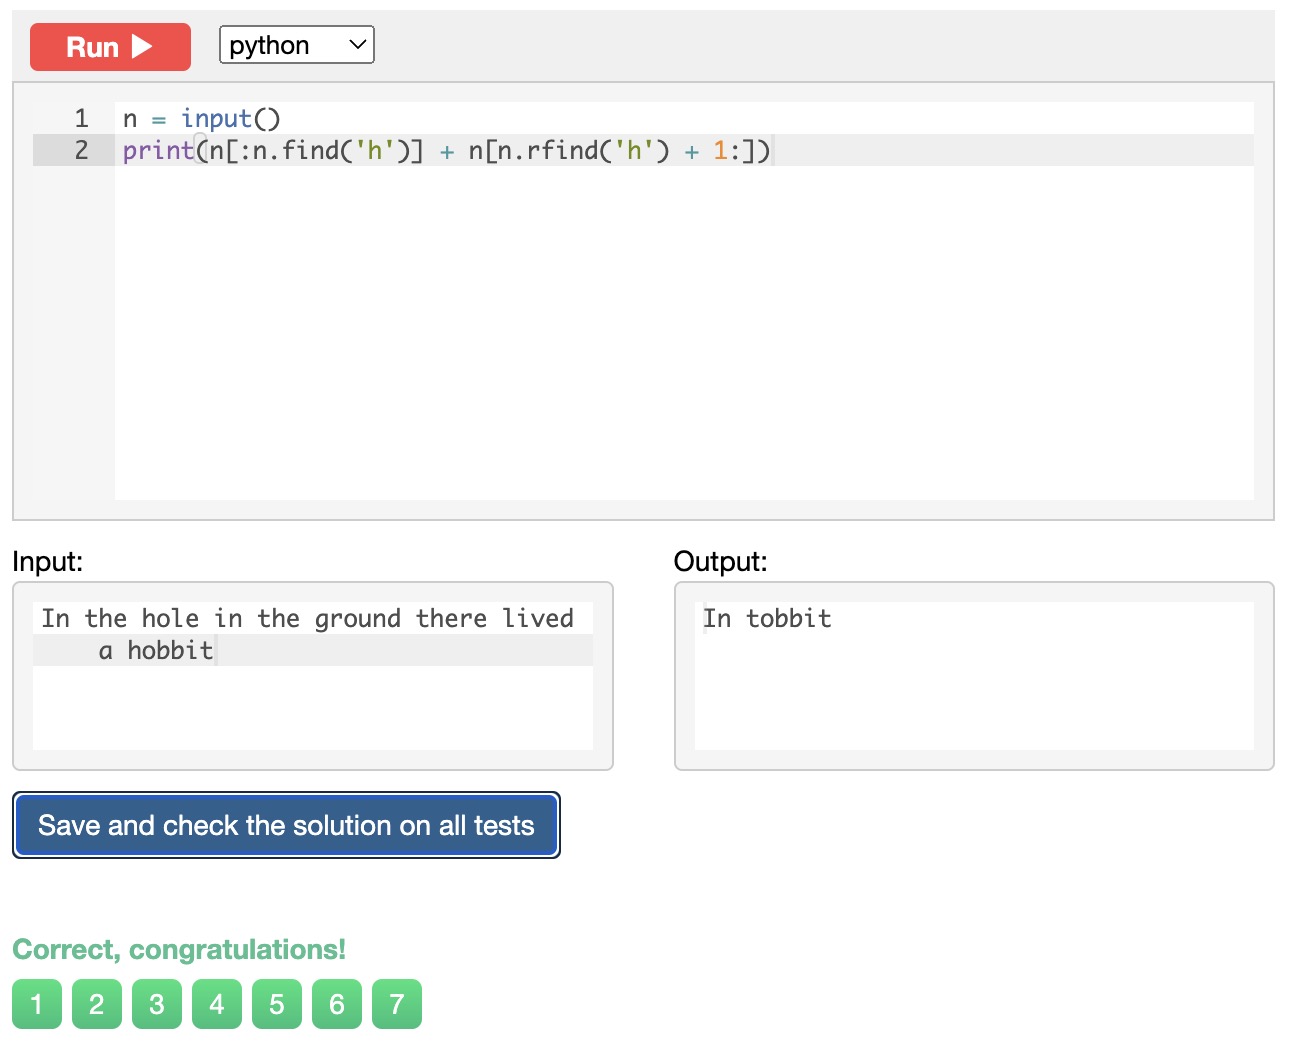 Run ▶ python
1 n = input()
2 print(n[:n.find('h')] + n[n.rfind('h') + 1:])
Input:
In the hole in the ground there lived
a hobbit
Output:
In tobbit
Save and check the solution on all tests
Correct, congratulations!
1 2 3 4 5 6 7